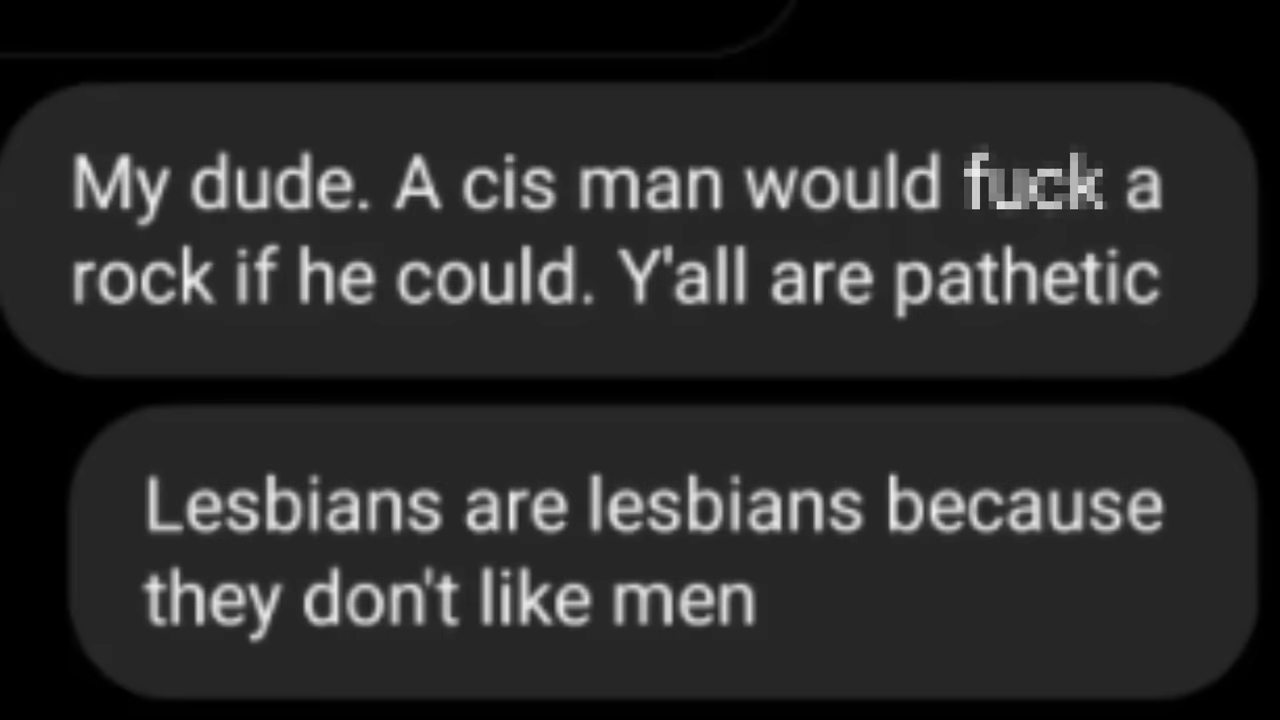 My dude. A cis man would fuck a
rock if he could. Y'all are pathetic
Lesbians are lesbians because
they don't like men